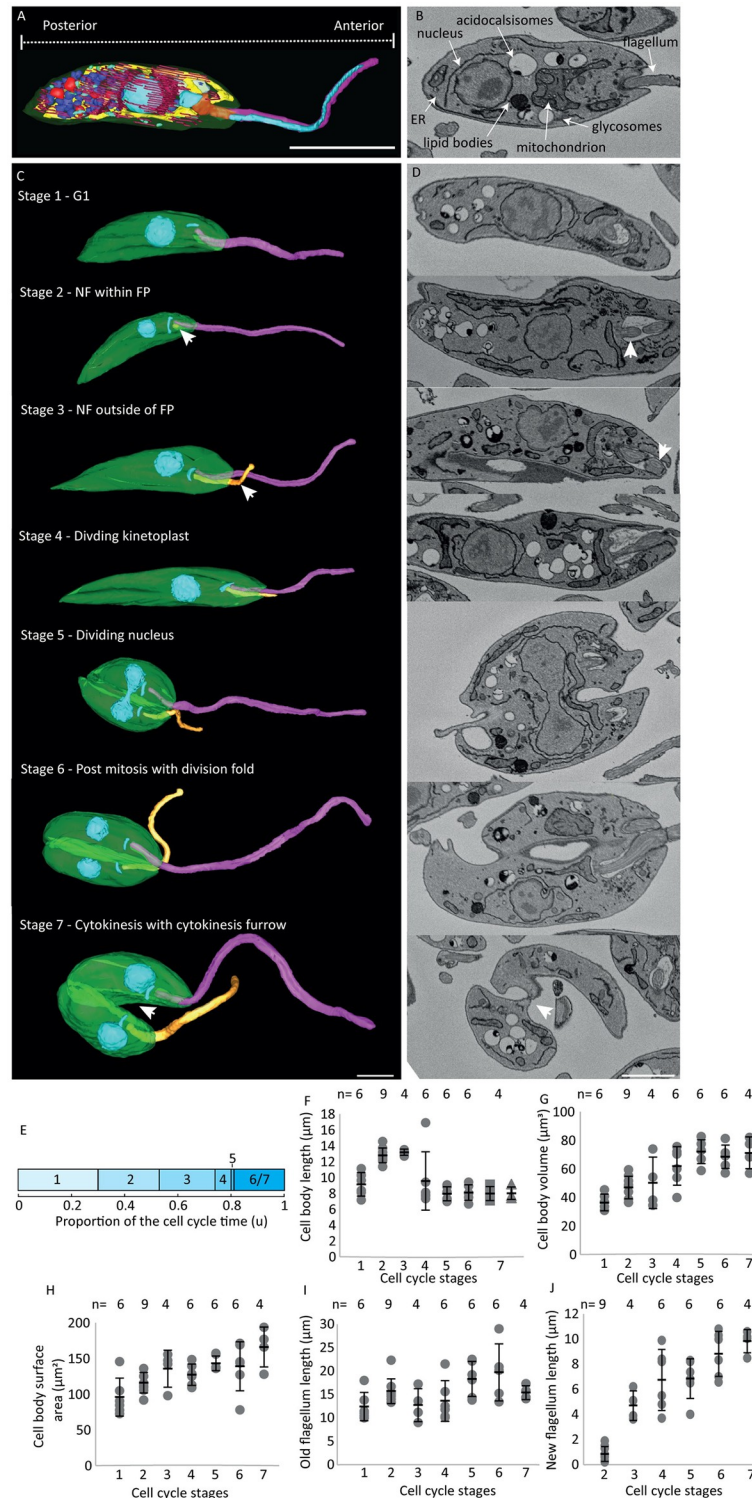 A
Posterior Anterior
B
acidocalsisomes
nucleus
flagellum
ER
lipid bodies
mitochondrion
glycosomes
C
Stage 1 - G1
Stage 2 - NF within FP
Stage 3 - NF outside of FP
Stage 4 - Divding kinetoplast
Stage 5 - Dividing nucleus
Stage 6 - Post mitosis with division fold
Stage 7 - Cytokinesis with cytokinesis furrow
D
E
5
1 2 3 4 6/7
0 0.2 0.4 0.6 0.8 1
Proportion of the cell cycle time (u)
F
n= 6 9 4 6 6 6 4
Cell body length (µm)
18
16
14
12
10
8
6
4
2
0
1 2 3 4 5 6 7
Cell cycle stages
G
n= 6 9 4 6 6 6 4
Cell body volume (µm³)
100
80
60
40
20
0
1 2 3 4 5 6 7
Cell cycle stages
H
n= 6 9 4 6 6 6 4
Cell body surface
area (µm²)
200
150
100
50
0
1 2 3 4 5 6 7
Cell cycle stages
I
n= 6 9 4 6 6 6 4
Old flagellum length (µm)
30
25
20
15
10
5
0
1 2 3 4 5 6 7
Cell cycle stages
J
n= 9 4 6 6 6 4
New flagellum length (µm)
12
10
8
6
4
2
0
2 3 4 5 6 7
Cell cycle stages